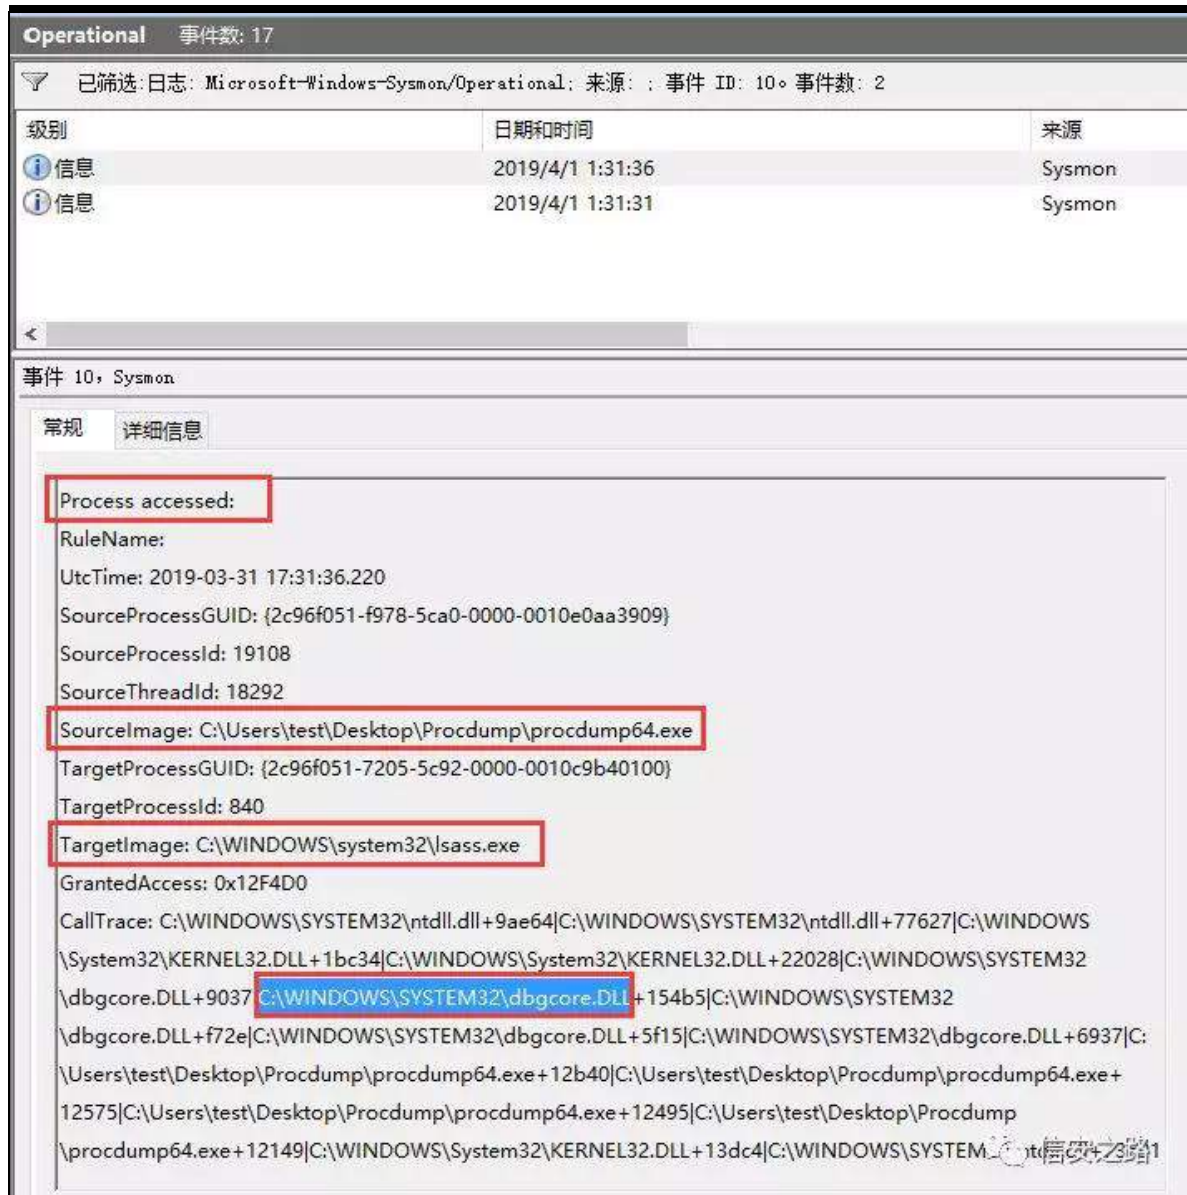 Operational 事件数: 17
已筛选:日志: Microsoft-Windows-Sysmon/Operational; 来源: ; 事件 ID: 10。事件数: 2
级别 日期和时间 来源
信息 2019/4/1 1:31:36 Sysmon
信息 2019/4/1 1:31:31 Sysmon
事件 10，Sysmon
常规 详细信息
Process accessed:
RuleName:
UtcTime: 2019-03-31 17:31:36.220
SourceProcessGUID: {2c96f051-f978-5ca0-0000-0010e0aa3909}
SourceProcessId: 19108
SourceThreadId: 18292
SourceImage: C:\Users\test\Desktop\Procdump\procdump64.exe
TargetProcessGUID: {2c96f051-7205-5c92-0000-0010c9b40100}
TargetProcessId: 840
TargetImage: C:\WINDOWS\system32\lsass.exe
GrantedAccess: 0x12F4D0
CallTrace: C:\WINDOWS\SYSTEM32\ntdll.dll+9ae64|C:\WINDOWS\SYSTEM32\ntdll.dll+77627|C:\WINDOWS
\System32\KERNEL32.DLL+1bc34|C:\WINDOWS\System32\KERNEL32.DLL+22028|C:\WINDOWS\SYSTEM32
\dbgcore.DLL+9037|C:\WINDOWS\SYSTEM32\dbgcore.DLL+154b5|C:\WINDOWS\SYSTEM32
\dbgcore.DLL+f72e|C:\WINDOWS\SYSTEM32\dbgcore.DLL+5f15|C:\WINDOWS\SYSTEM32\dbgcore.DLL+6937|C:
\Users\test\Desktop\Procdump\procdump64.exe+12b40|C:\Users\test\Desktop\Procdump\procdump64.exe+
12575|C:\Users\test\Desktop\Procdump\procdump64.exe+12495|C:\Users\test\Desktop\Procdump
\procdump64.exe+12149|C:\WINDOWS\System32\KERNEL32.DLL+13dc4|C:\WINDOWS\SYSTEM
信安之路